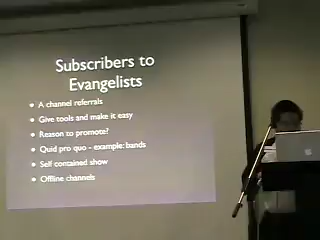 Subscribers to
Evangelists
• A channel referrals
• Give tools and make it easy
• Reason to promote?
• Quid pro quo - example: bands
• Self contained show
• Offline channels